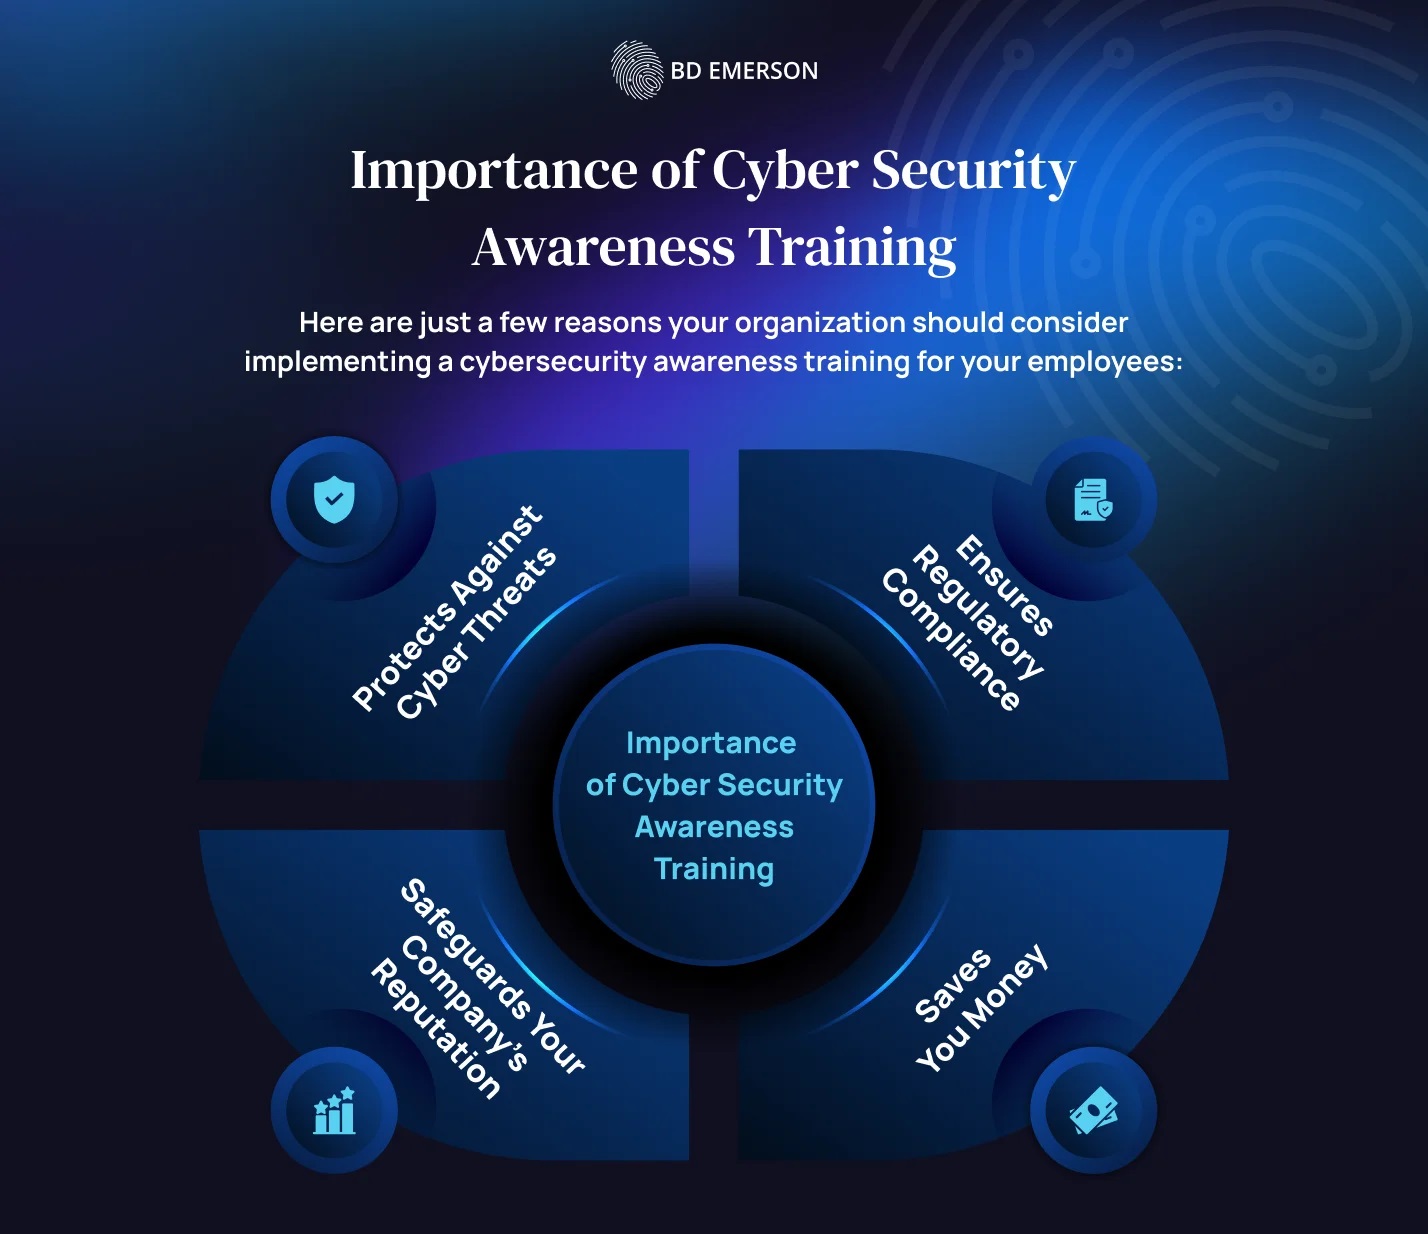 BD EMERSON
Importance of Cyber Security
Awareness Training
Here are just a few reasons your organization should consider
implementing a cybersecurity awareness training for your employees:
Protects Against
Cyber Threats
Ensures
Regulatory
Compliance
Importance
of Cyber Security
Awareness
Training
Safeguards Your
Company’s
Reputation
Saves
You Money